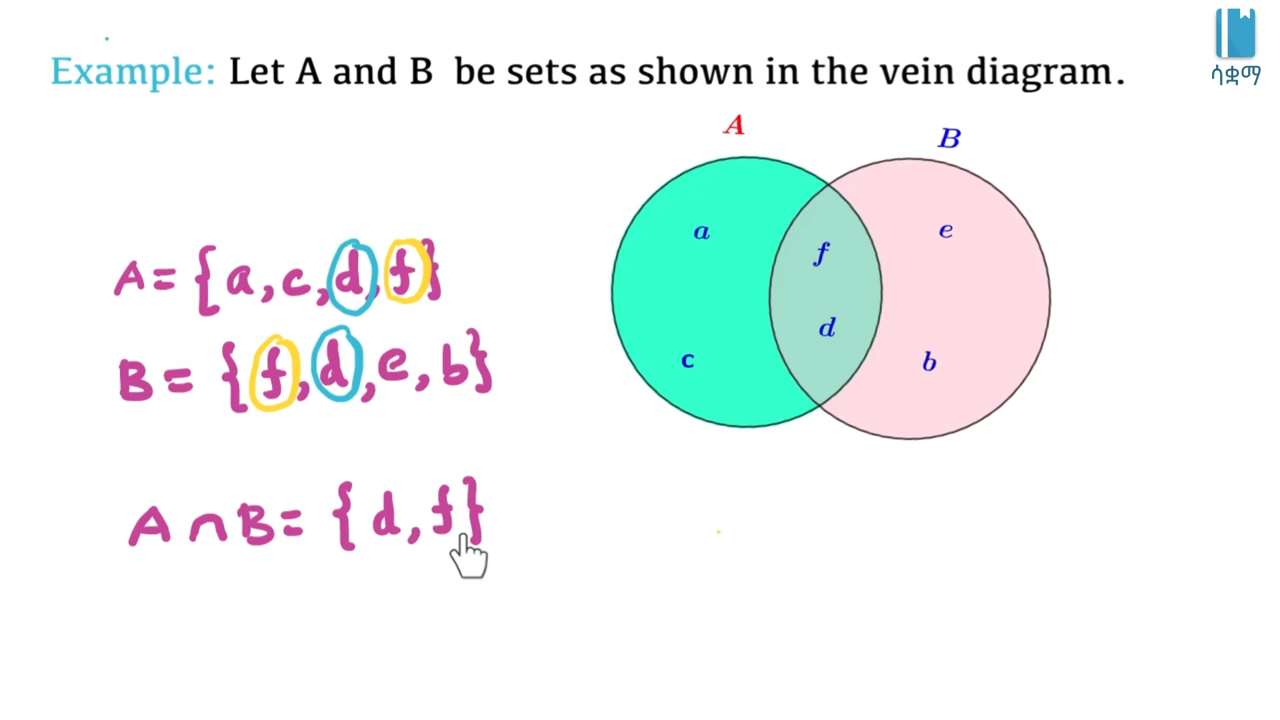 Example: Let A and B be sets as shown in the vein diagram.
ሳቋማ
A
B
a
e
f
d
c
b
A = {a, c, d, f}
B = {f, d, e, b}
A ∩ B = {d, f}